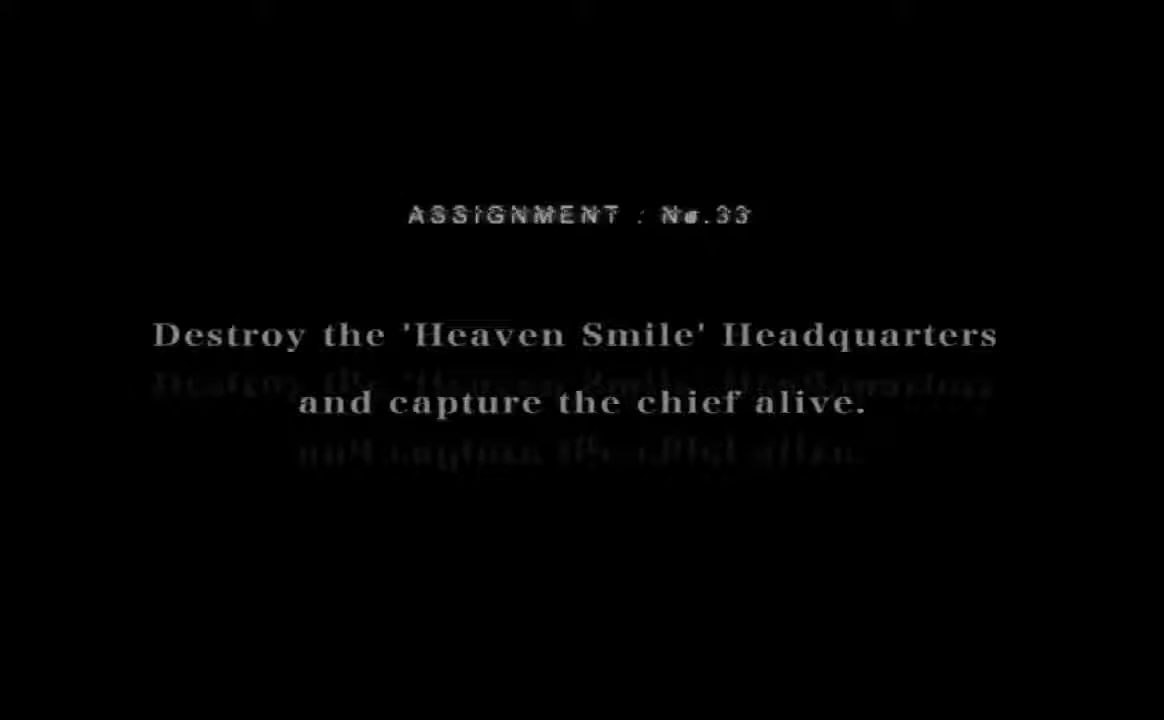 ASSIGNMENT : No.33
Destroy the 'Heaven Smile' Headquarters
and capture the chief alive.